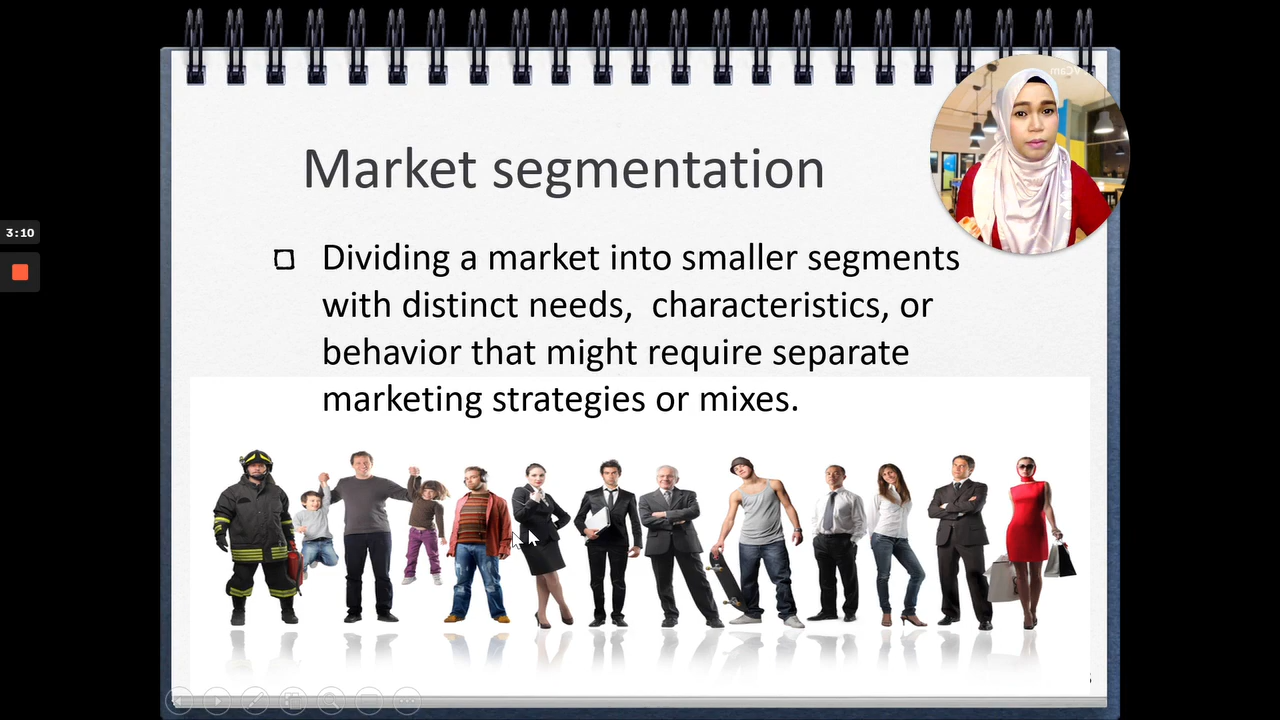 Market segmentation
3:10
Dividing a market into smaller segments
with distinct needs,  characteristics, or
behavior that might require separate
marketing strategies or mixes.